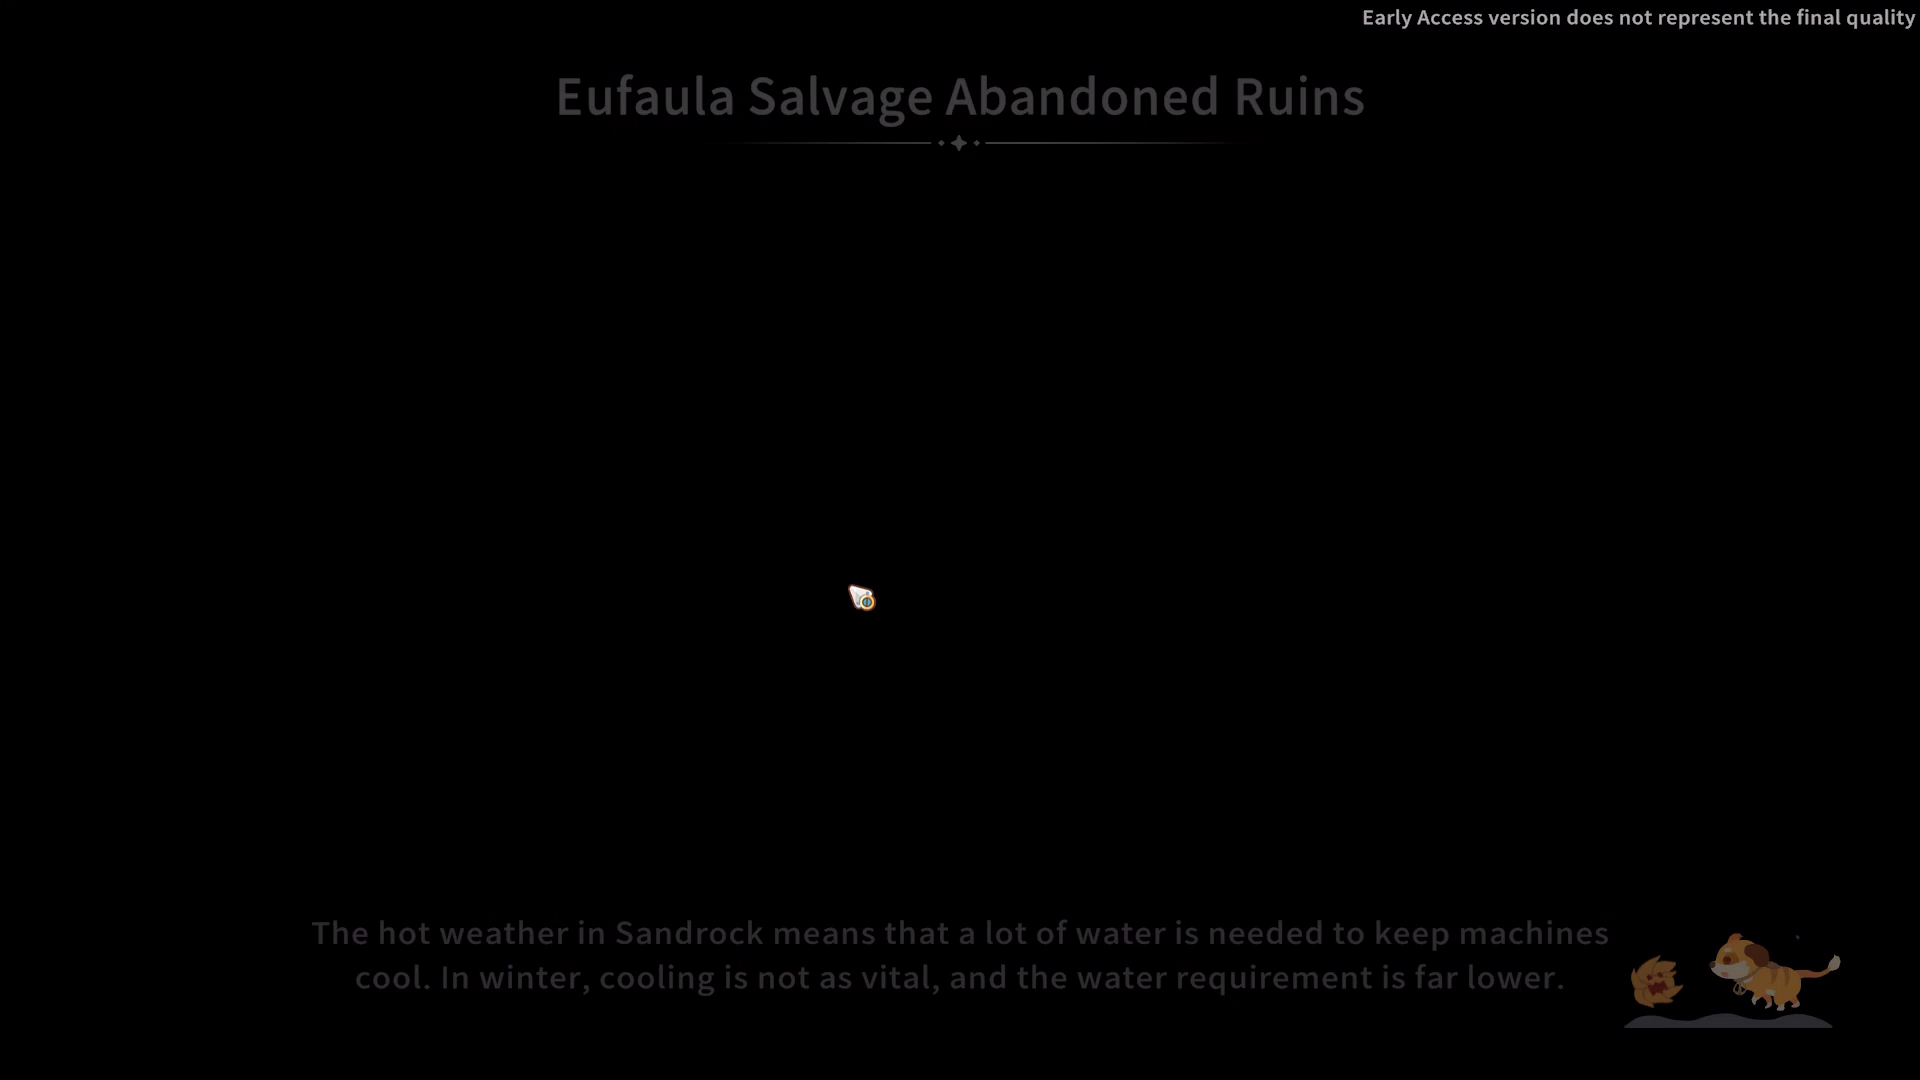 Early Access version does not represent the final quality
Eufaula Salvage Abandoned Ruins
The hot weather in Sandrock means that a lot of water is needed to keep machines
cool. In winter, cooling is not as vital, and the water requirement is far lower.